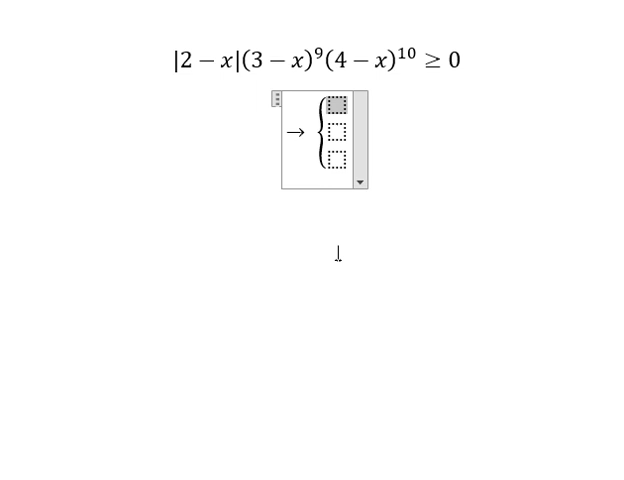 |2 − x|(3 − x)⁹(4 − x)¹⁰ ≥ 0
→ {